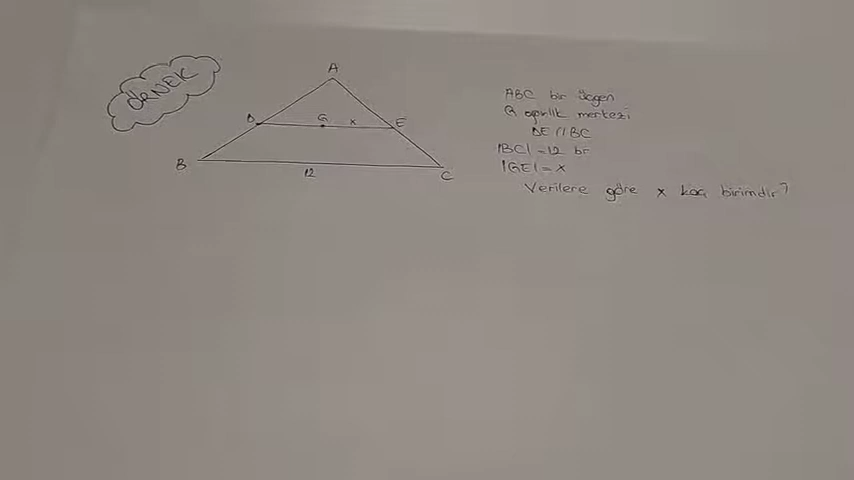 ÖRNEK
A
D G x E
B C
12
ABC bir üçgen
G ağırlık merkezi
DE // BC
|BC| = 12 br
|GE| = x
Verilere göre x kaç birimdir?